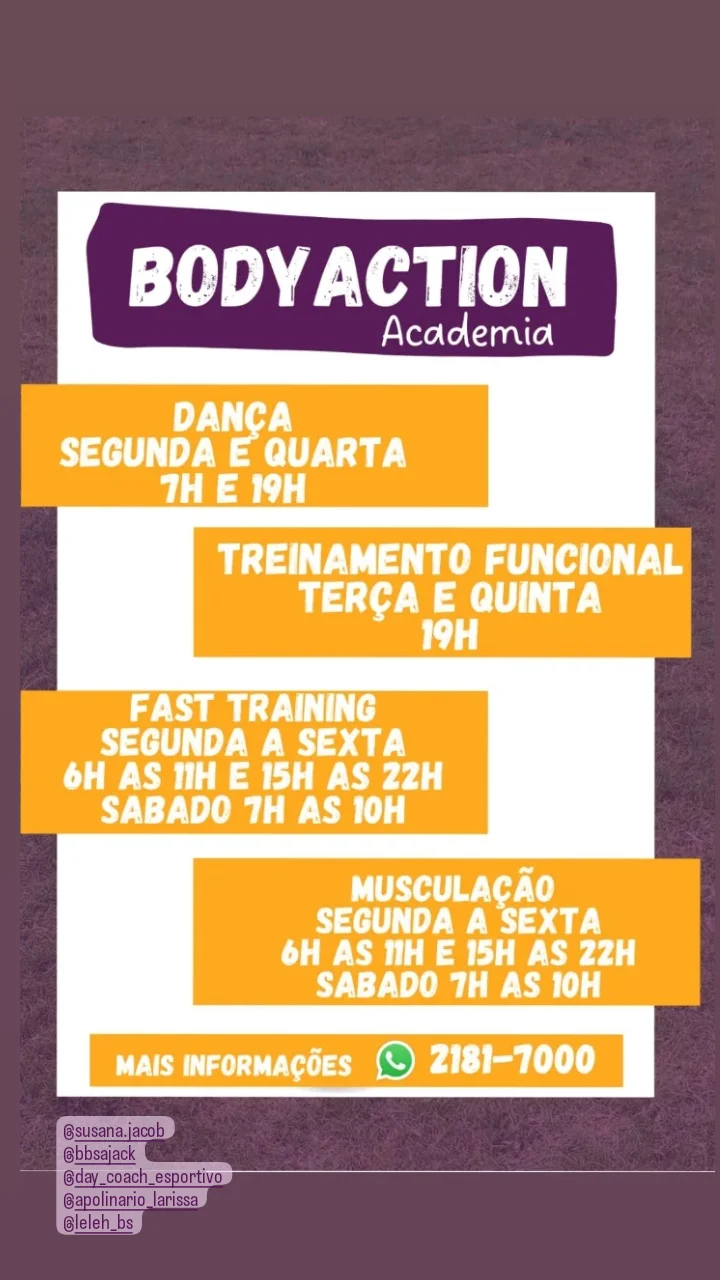 BODYACTION
Academia
DANÇA
SEGUNDA E QUARTA
7H E 19H
TREINAMENTO FUNCIONAL
TERÇA E QUINTA
19H
FAST TRAINING
SEGUNDA A SEXTA
6H AS 11H E 15H AS 22H
SABADO 7H AS 10H
MUSCULAÇÃO
SEGUNDA A SEXTA
6H AS 11H E 15H AS 22H
SABADO 7H AS 10H
MAIS INFORMAÇÕES 2181-7000
@susana.jacob
@bbsajack
@day_coach_esportivo
@apolinario_larissa
@leleh_bs